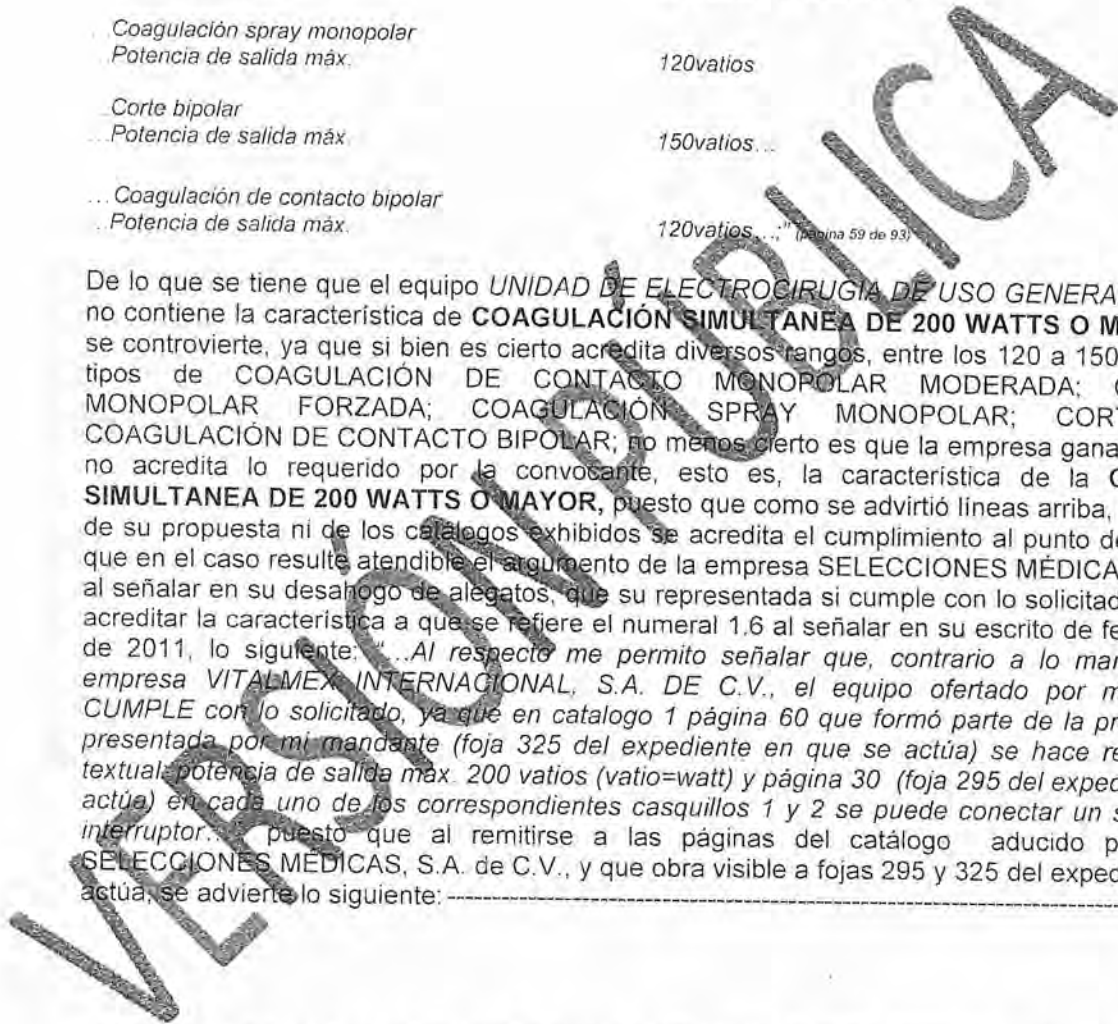 ...Coagulación spray monopolar
..Potencia de salida máx. 120vatios
..Corte bipolar
...Potencia de salida máx. 150vatios...
...Coagulación de contacto bipolar
..Potencia de salida máx. 120vatios...;" (página 59 de 93)
De lo que se tiene que el equipo UNIDAD DE ELECTROCIRUGIA DE USO GENERA
no contiene la característica de COAGULACIÓN SIMULTANEA DE 200 WATTS O M
se controvierte, ya que si bien es cierto acredita diversos rangos, entre los 120 a 150
tipos de COAGULACIÓN DE CONTACTO MONOPOLAR MODERADA;
MONOPOLAR FORZADA; COAGULACIÓN SPRAY MONOPOLAR; COR
COAGULACIÓN DE CONTACTO BIPOLAR; no menos cierto es que la empresa gana
no acredita lo requerido por la convocante, esto es, la característica de la
SIMULTANEA DE 200 WATTS O MAYOR, puesto que como se advirtió líneas arriba,
de su propuesta ni de los catálogos exhibidos se acredita el cumplimiento al punto de
que en el caso resulte atendible el argumento de la empresa SELECCIONES MÉDICA
al señalar en su desahogo de alegatos, que su representada si cumple con lo solicitad
acreditar la característica a que se refiere el numeral 1.6 al señalar en su escrito de fe
de 2011, lo siguiente: "...Al respecto me permito señalar que, contrario a lo mar
empresa VITALMEX INTERNACIONAL, S.A. DE C.V., el equipo ofertado por m
CUMPLE con lo solicitado, ya que en catalogo 1 página 60 que formó parte de la pr
presentada por mi mandante (foja 325 del expediente en que se actúa) se hace re
textual: potencia de salida máx. 200 vatios (vatio=watt) y página 30 (foja 295 del exped
actúa) en cada uno de los correspondientes casquillos 1 y 2 se puede conectar un s
interruptor... puesto que al remitirse a las páginas del catálogo aducido p
SELECCIONES MÉDICAS, S.A. de C.V., y que obra visible a fojas 295 y 325 del exped
actúa, se advierte lo siguiente: ------------------------------
VERSIÓN PÚBLICA